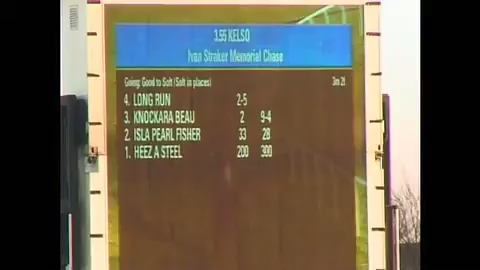 3.55 KELSO
Ivan Straker Memorial Chase
Going: Good to Soft (Soft in places) 3m 2f
4. LONG RUN 2-5
3. KNOCKARA BEAU 2 9-4
2. ISLA PEARL FISHER 33 28
1. HEEZ A STEEL 200 300